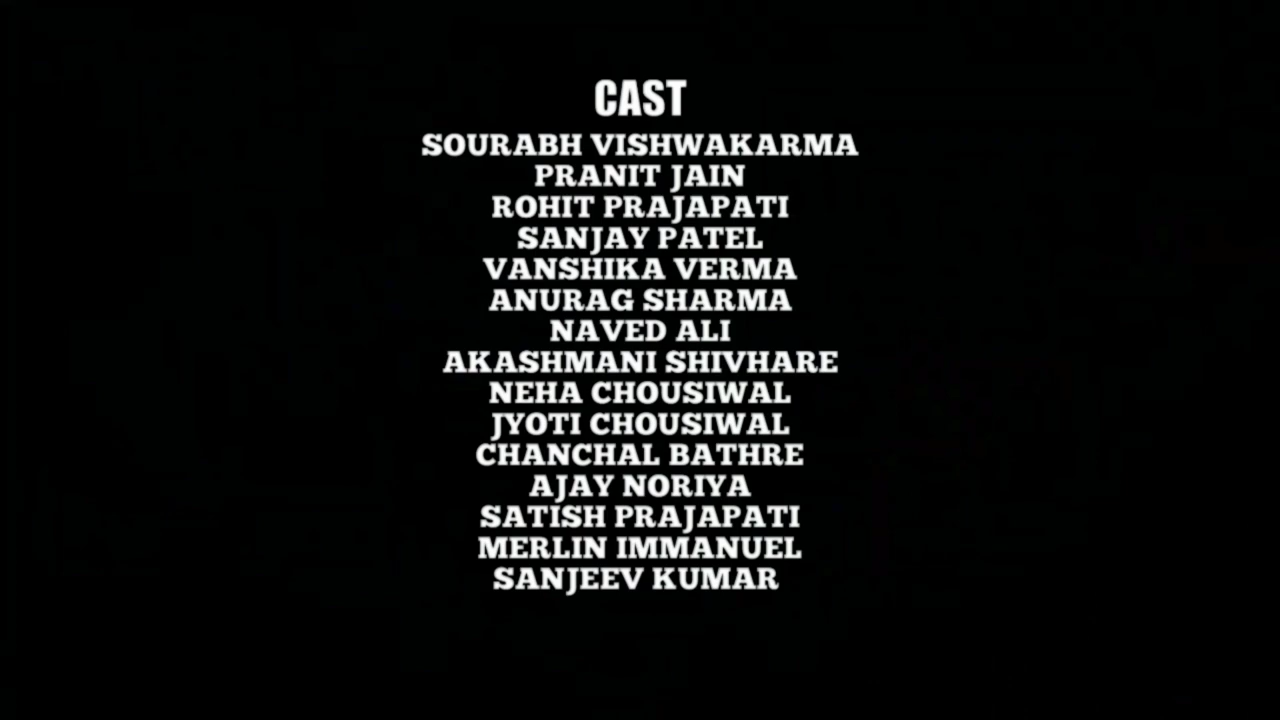 CAST
SOURABH VISHWAKARMA
PRANIT JAIN
ROHIT PRAJAPATI
SANJAY PATEL
VANSHIKA VERMA
ANURAG SHARMA
NAVED ALI
AKASHMANI SHIVHARE
NEHA CHOUSIWAL
JYOTI CHOUSIWAL
CHANCHAL BATHRE
AJAY NORIYA
SATISH PRAJAPATI
MERLIN IMMANUEL
SANJEEV KUMAR